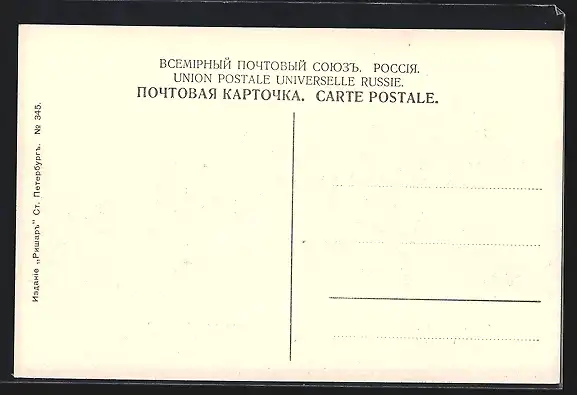 ВСЕМІРНЫЙ ПОЧТОВЫЙ СОЮЗЪ. РОССІЯ.
UNION POSTALE UNIVERSELLE RUSSIE.
ПОЧТОВАЯ КАРТОЧКА. CARTE POSTALE.
Изданіе „Ришаръ" Ст. Петербургъ. № 345.